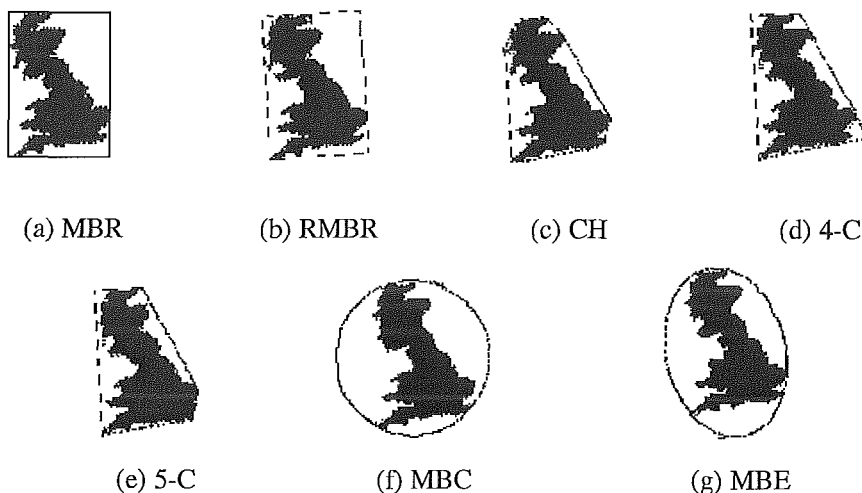 (a) MBR
(b) RMBR
(c) CH
(d) 4-C
(e) 5-C
(f) MBC
(g) MBE